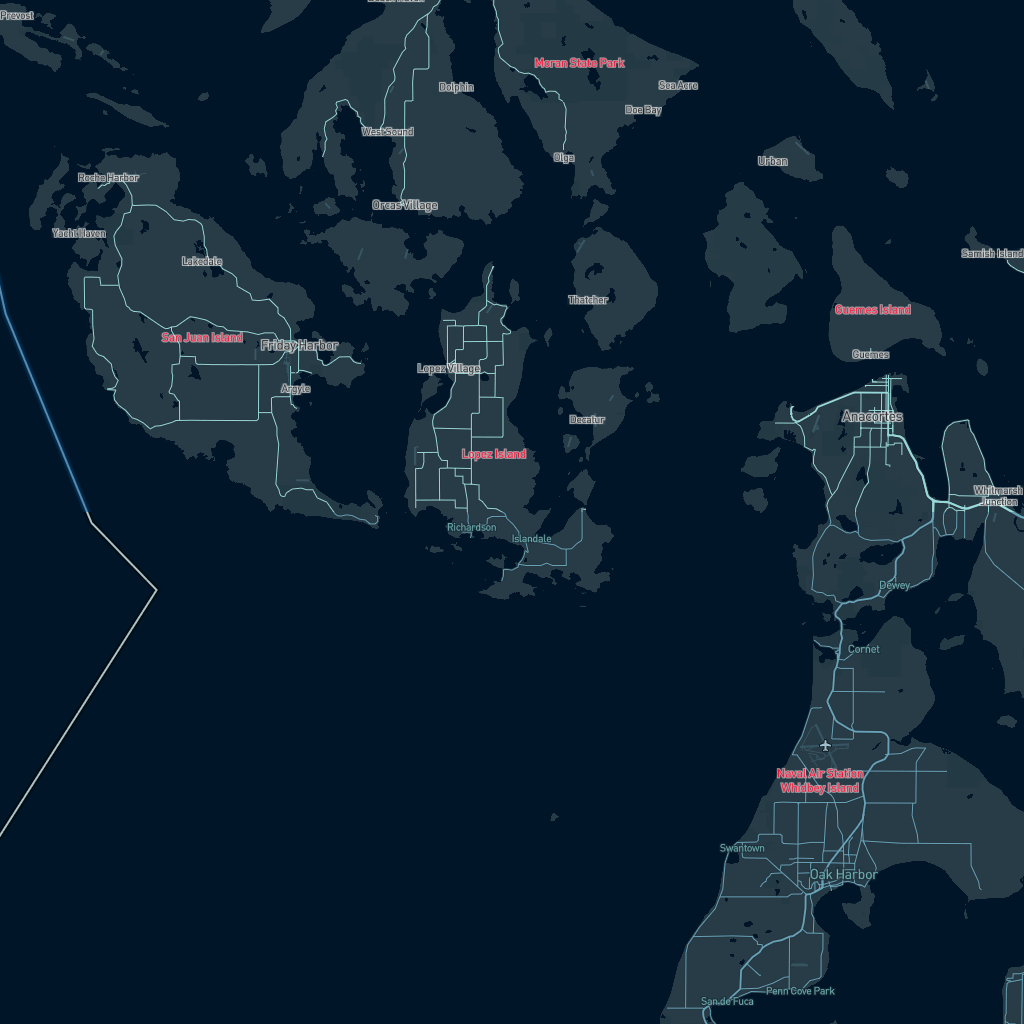 Prevost
Moran State Park
Dolphin
Sea Acre
Doe Bay
West Sound
Olga
Urban
Roche Harbor
Orcas Village
Yacht Haven
Lakedale
Samish Island
Thatcher
Guemes Island
San Juan Island
Friday Harbor
Guemes
Lopez Village
Argyle
Decatur
Anacortes
Lopez Island
Whitmarsh
Junction
Richardson
Islandale
Dewey
Cornet
Naval Air Station
Whidbey Island
Swantown
Oak Harbor
Penn Cove Park
San de Fuca